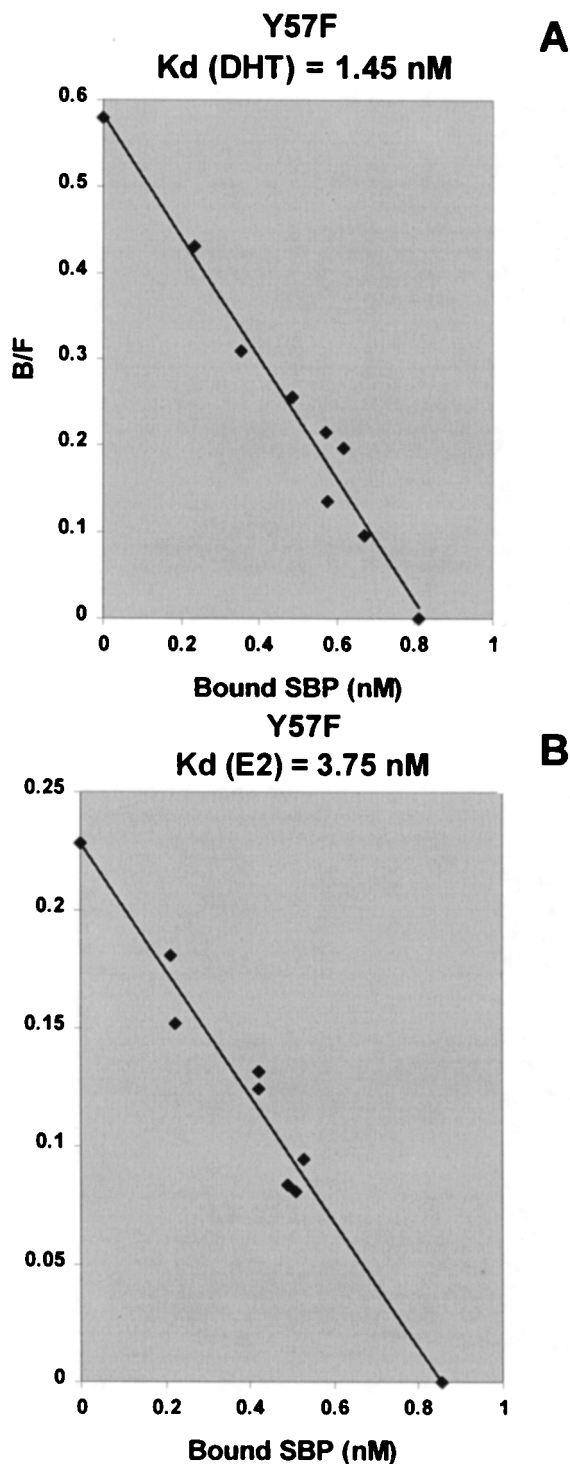 Y57F
Kd (DHT) = 1.45 nM
A
0.6
0.5
0.4
0.3
0.2
0.1
0
B/F
0 0.2 0.4 0.6 0.8 1
Bound SBP (nM)
Y57F
Kd (E2) = 3.75 nM
B
0.25
0.2
0.15
0.1
0.05
0
0 0.2 0.4 0.6 0.8 1
Bound SBP (nM)